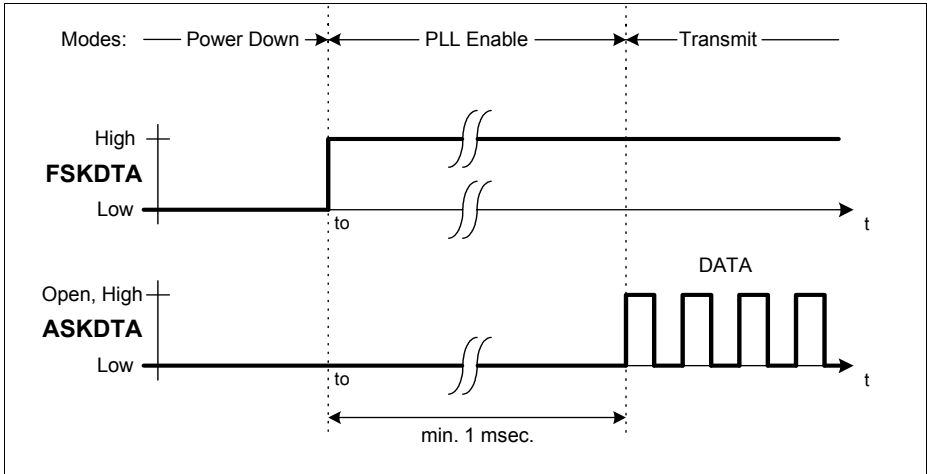 Modes: Power Down PLL Enable Transmit
High
FSKDTA
Low
to
t
DATA
Open, High
ASKDTA
Low
to
t
min. 1 msec.